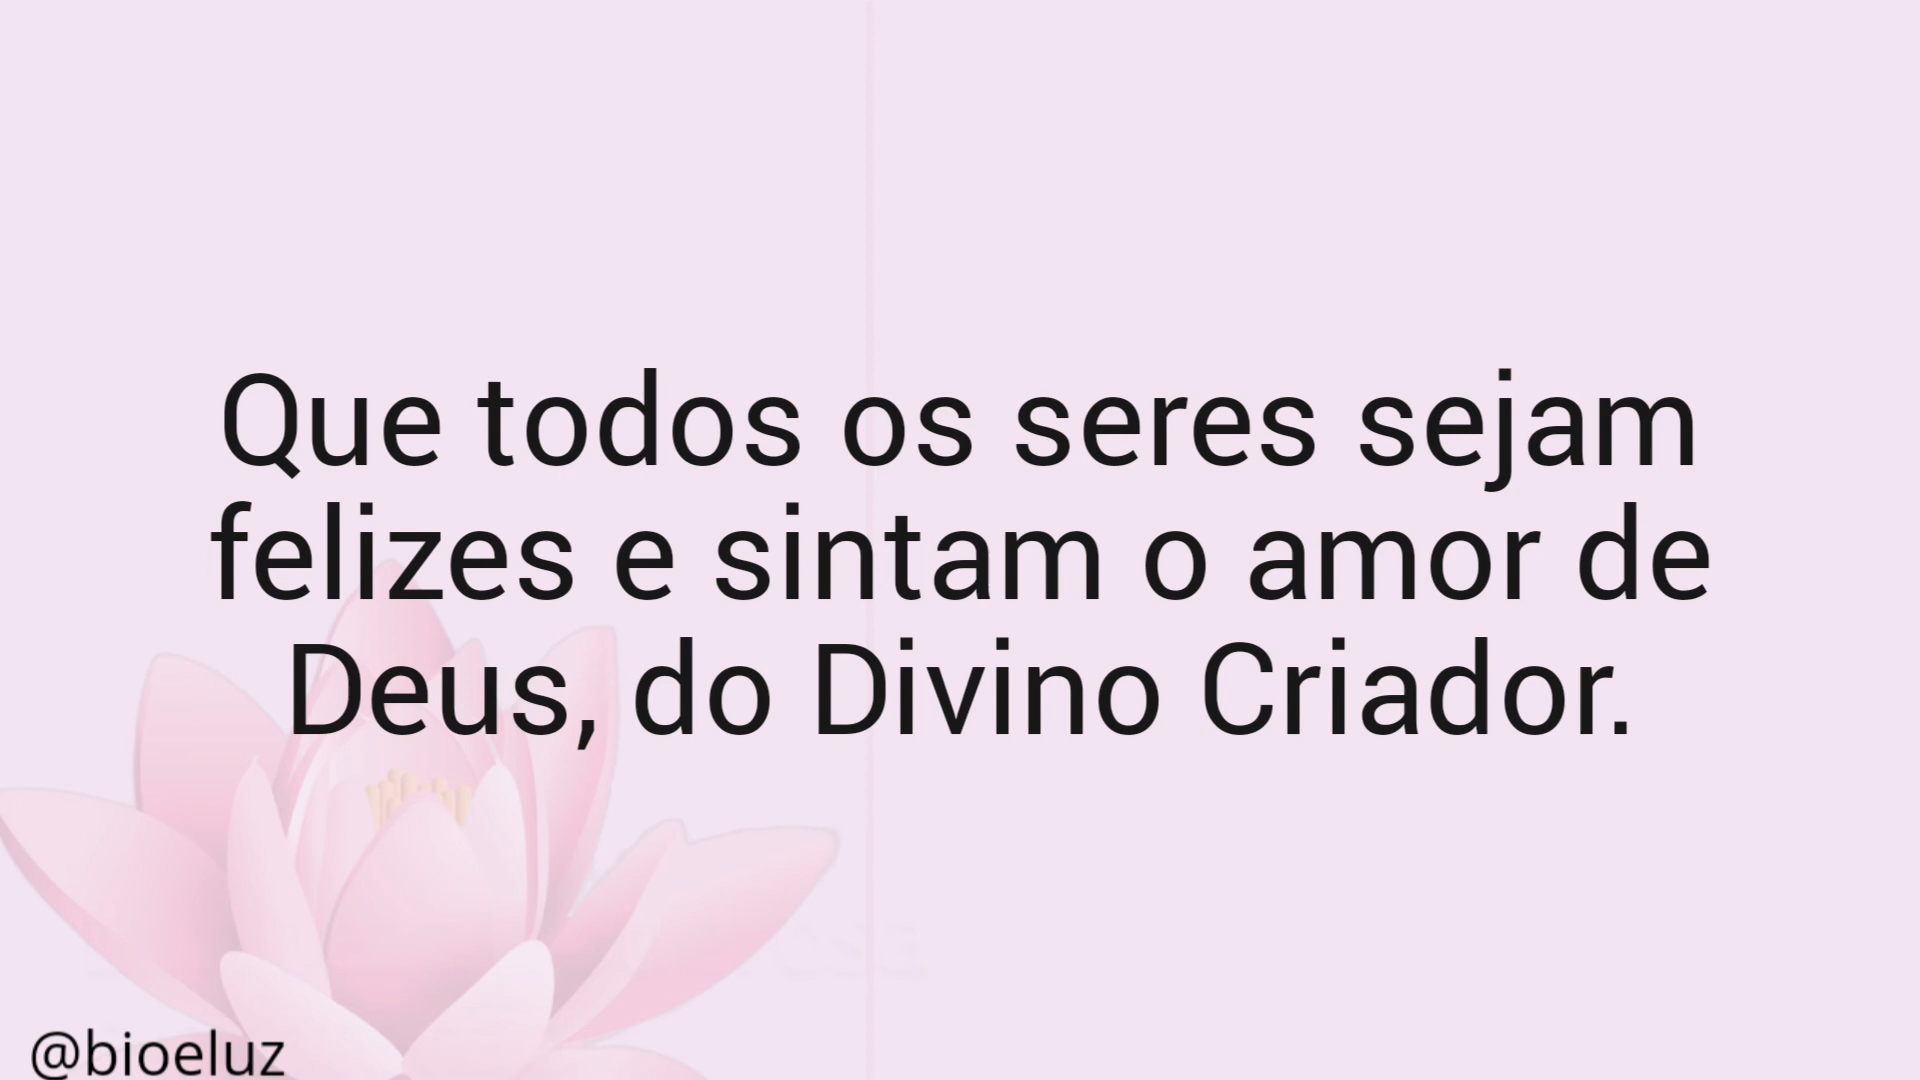 Que todos os seres sejam
felizes e sintam o amor de
Deus, do Divino Criador.
@bioeluz